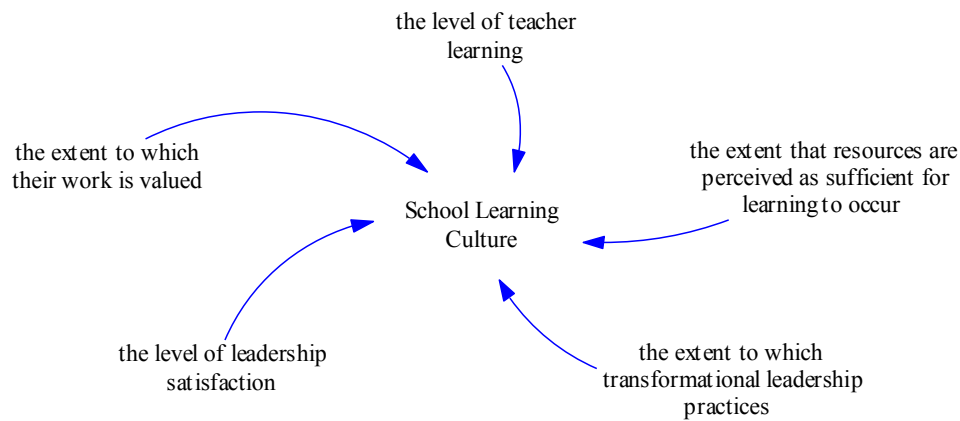 the level of teacher
learning
the extent to which
their work is valued
the extent that resources are
perceived as sufficient for
learning to occur
School Learning
Culture
the level of leadership
satisfaction
the extent to which
transformational leadership
practices